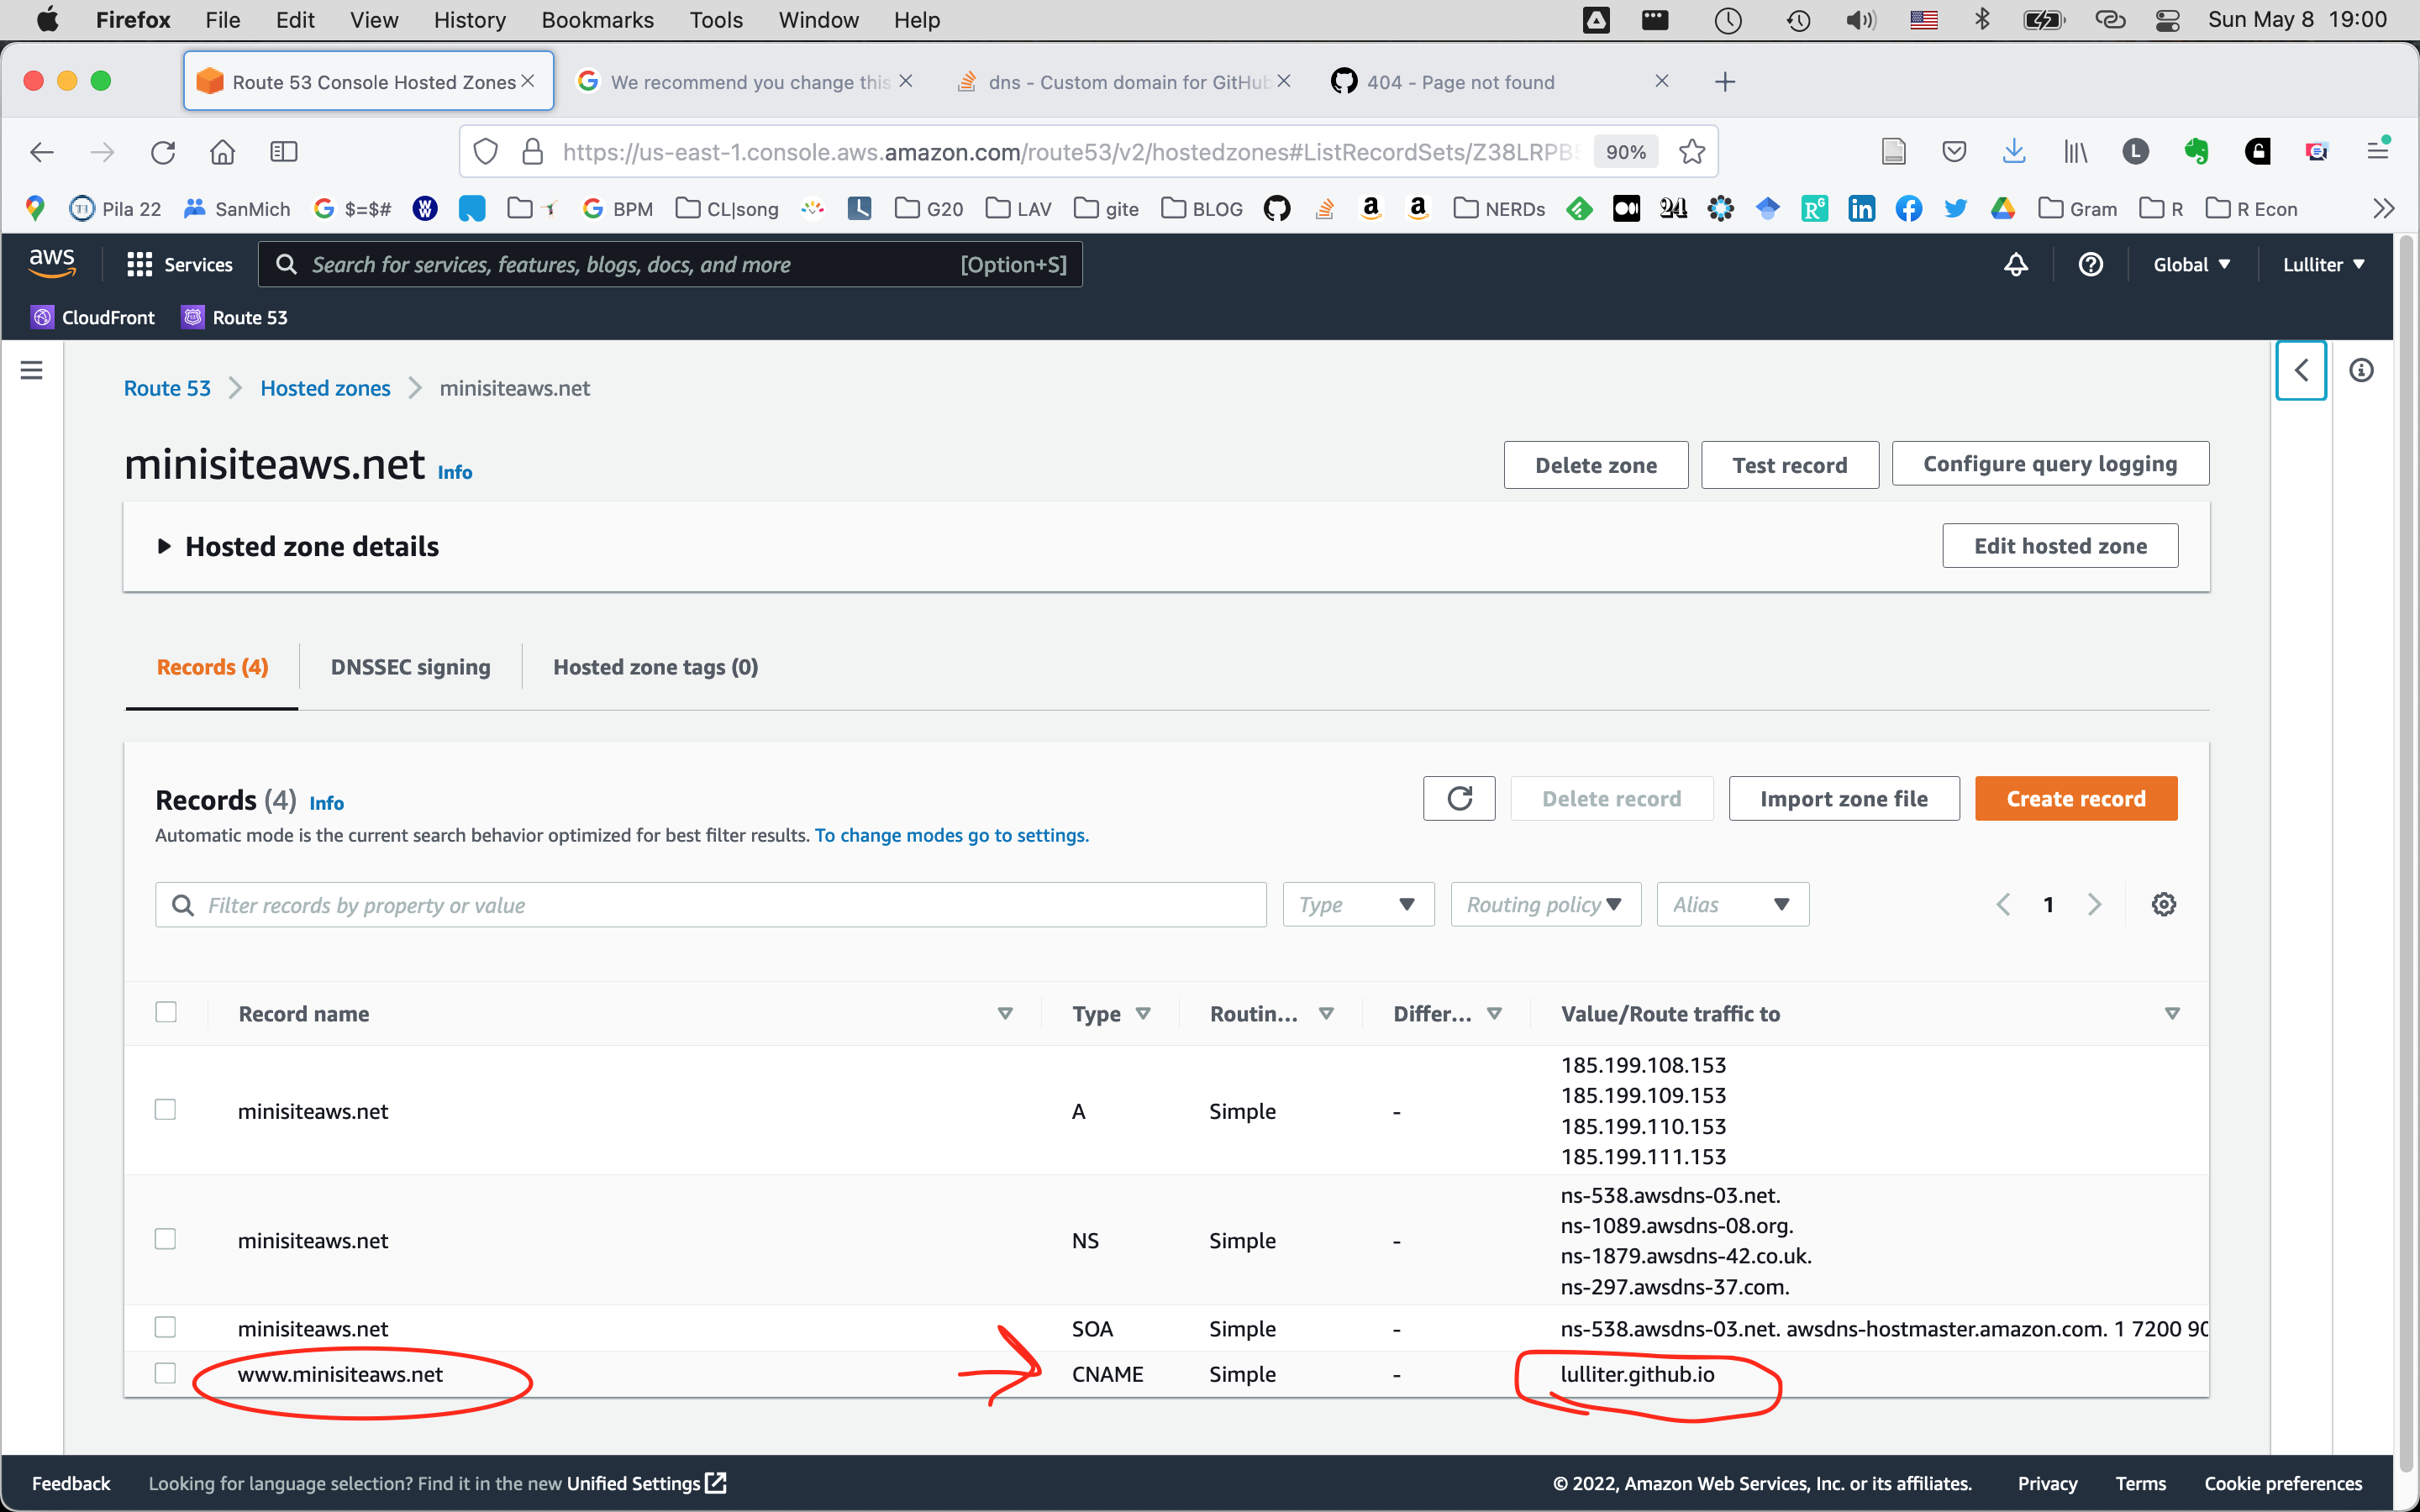 Firefox File Edit View History Bookmarks Tools Window Help Sun May 8 19:00
Route 53 Console Hosted Zones We recommend you change this dns - Custom domain for GitHub 404 - Page not found
https://us-east-1.console.aws.amazon.com/route53/v2/hostedzones#ListRecordSets/Z38LRPB5 90%
Pila 22 SanMich $=$# BPM CL|song G20 LAV gite BLOG NERDs Gram R R Econ
aws Services Search for services, features, blogs, docs, and more [Option+S] Global Lulliter
CloudFront Route 53
Route 53 Hosted zones minisiteaws.net
minisiteaws.net Info Delete zone Test record Configure query logging
Hosted zone details Edit hosted zone
Records (4) DNSSEC signing Hosted zone tags (0)
Records (4) Info Delete record Import zone file Create record
Automatic mode is the current search behavior optimized for best filter results. To change modes go to settings.
Filter records by property or value Type Routing policy Alias 1
Record name Type Routin... Differ... Value/Route traffic to
minisiteaws.net A Simple - 185.199.108.153
185.199.109.153
185.199.110.153
185.199.111.153
minisiteaws.net NS Simple - ns-538.awsdns-03.net.
ns-1089.awsdns-08.org.
ns-1879.awsdns-42.co.uk.
ns-297.awsdns-37.com.
minisiteaws.net SOA Simple - ns-538.awsdns-03.net. awsdns-hostmaster.amazon.com. 1 7200 90
www.minisiteaws.net CNAME Simple - lulliter.github.io
Feedback Looking for language selection? Find it in the new Unified Settings © 2022, Amazon Web Services, Inc. or its affiliates. Privacy Terms Cookie preferences